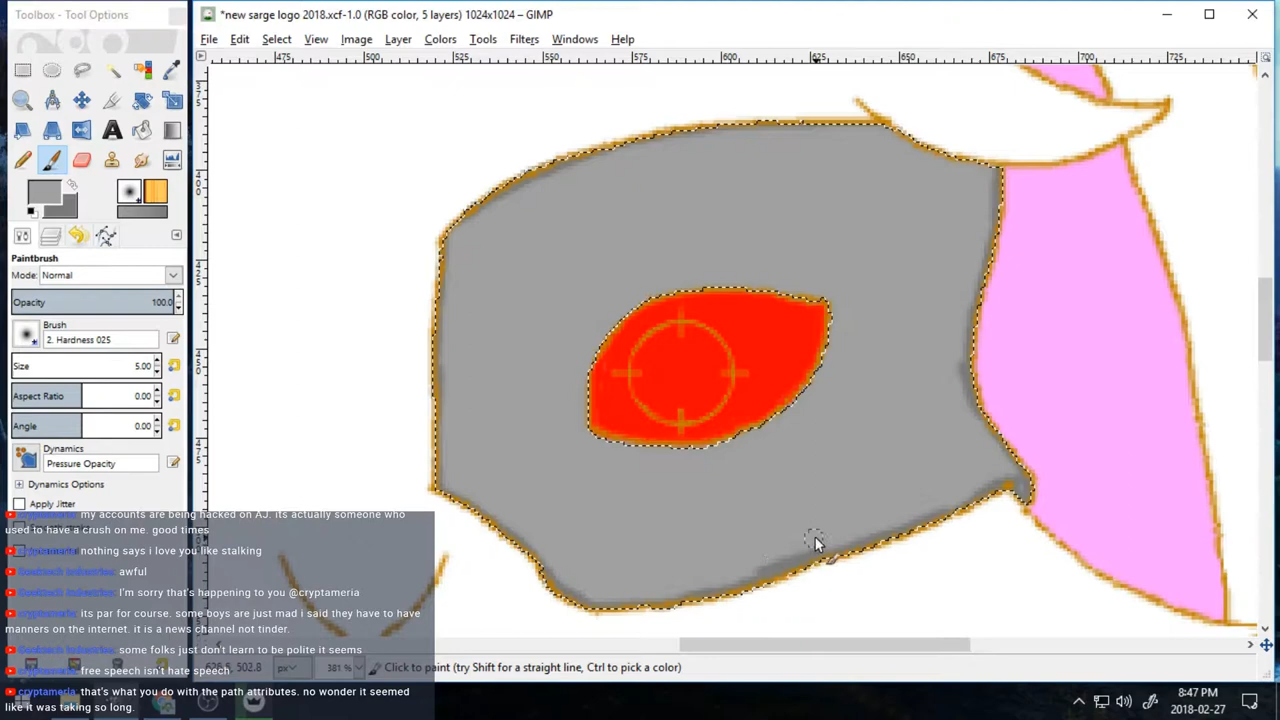 Toolbox - Tool Options
*new sarge logo 2018.xcf-1.0 (RGB color, 5 layers) 1024x1024 – GIMP
File Edit Select View Image Layer Colors Tools Filters Windows Help
475 500 525 550 575 600 625 650 675 700 725
Paintbrush
Mode: Normal
Opacity 100.0
Brush
2. Hardness 025
Size 5.00
Aspect Ratio 0.00
Angle 0.00
Dynamics
Pressure Opacity
Dynamics Options
Apply Jitter
cryptameria my accounts are being hacked on AJ. its actually someone who
used to have a crush on me. good times
cryptameria nothing says i love you like stalking
awful
I'm sorry that's happening to you @cryptameria
cryptameria its par for course. some boys are just mad i said they have to have
manners on the internet. it is a news channel not tinder.
some folks just don't learn to be polite it seems
cryptameria free speech isn't hate speech
cryptameria that's what you do with the path attributes. no wonder it seemed
like it was taking so long.
502.8 px 381 % Click to paint (try Shift for a straight line, Ctrl to pick a color)
8:47 PM
2018-02-27